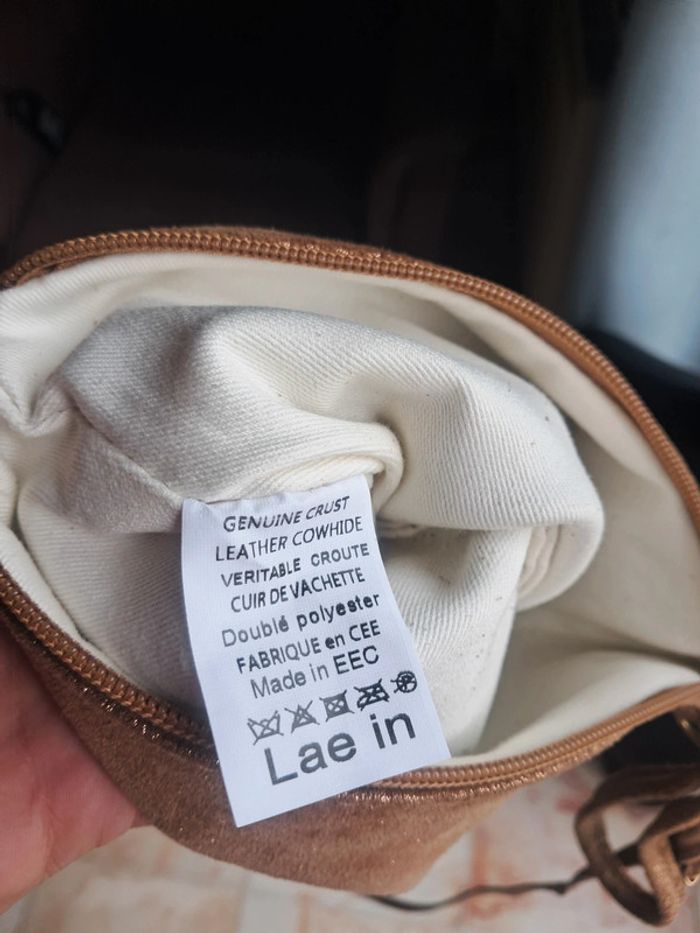 GENUINE CRUST
LEATHER COWHIDE
VERITABLE CROUTE
CUIR DE VACHETTE
Doublé polyester
FABRIQUE en CEE
Made in EEC
Lae in